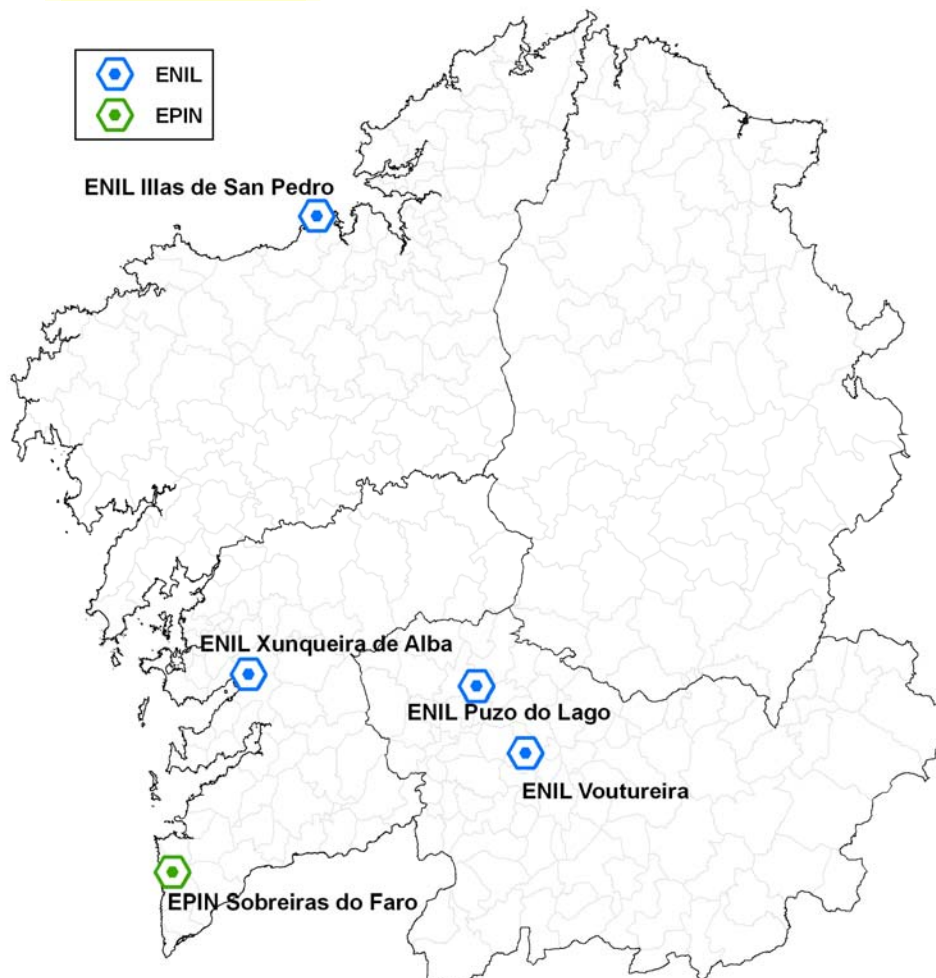 ENIL
EPIN
ENIL Illas de San Pedro
ENIL Xunqueira de Alba
ENIL Puzo do Lago
ENIL Voutureira
EPIN Sobreiras do Faro